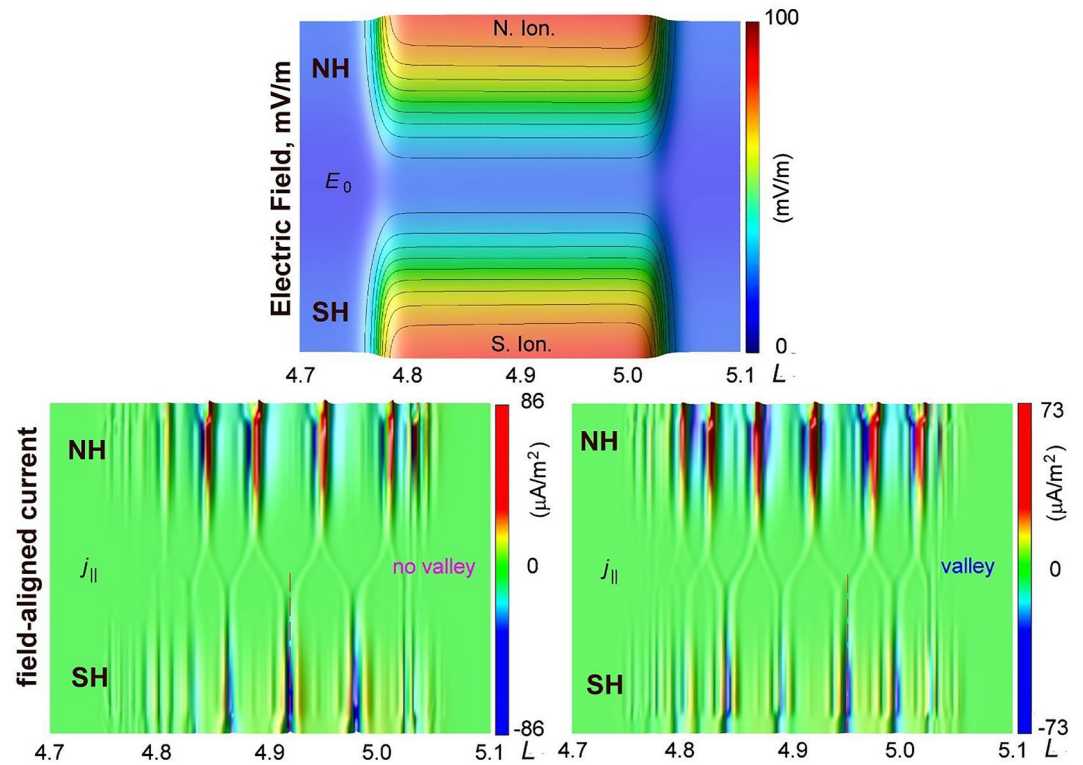 100
N. Ion.
NH
Electric Field, mV/m
E₀
(mV/m)
SH
S. Ion.
0
4.7 4.8 4.9 5.0 5.1 L
86
NH
(μA/m²)
field-aligned current
j||
no valley
0
SH
-86
4.7 4.8 4.9 5.0 5.1 L
73
NH
(μA/m²)
j||
valley
0
SH
-73
4.7 4.8 4.9 5.0 5.1 L